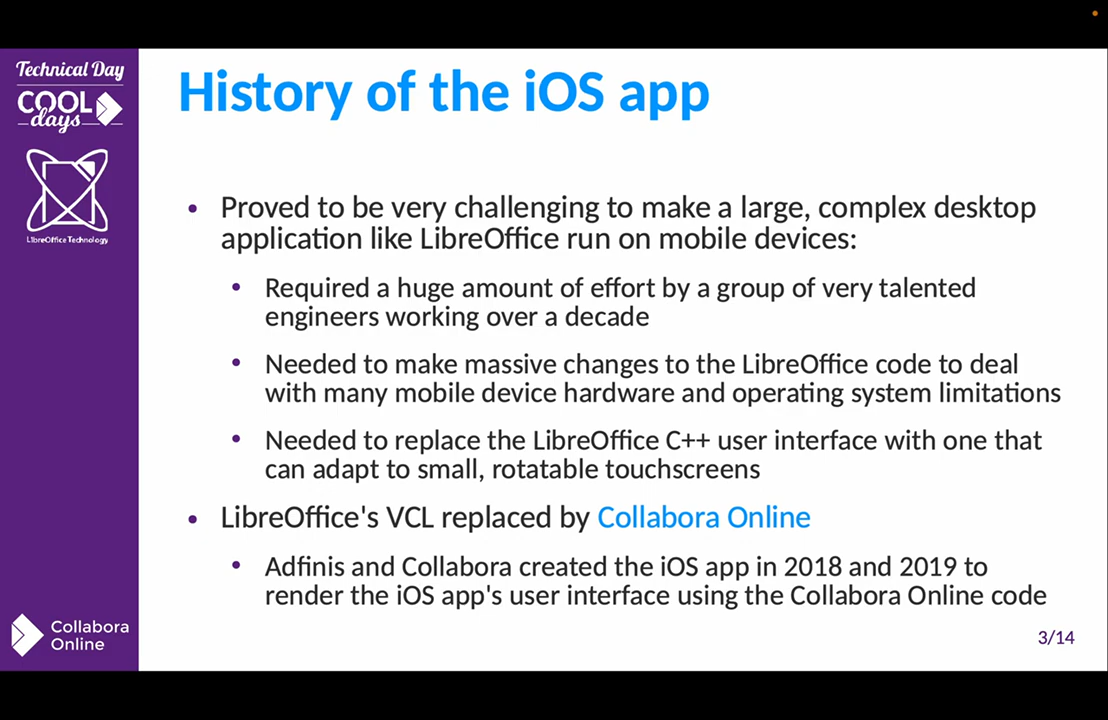 Technical Day
COOL
days
LibreOffice Technology
History of the iOS app
• Proved to be very challenging to make a large, complex desktop
application like LibreOffice run on mobile devices:
• Required a huge amount of effort by a group of very talented
engineers working over a decade
• Needed to make massive changes to the LibreOffice code to deal
with many mobile device hardware and operating system limitations
• Needed to replace the LibreOffice C++ user interface with one that
can adapt to small, rotatable touchscreens
• LibreOffice's VCL replaced by Collabora Online
• Adfinis and Collabora created the iOS app in 2018 and 2019 to
render the iOS app's user interface using the Collabora Online code
Collabora
Online
3/14